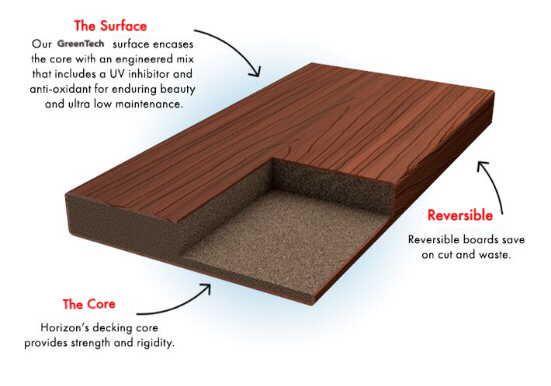 The Surface
Our GreenTech surface encases
the core with an engineered mix
that includes a UV inhibitor and
anti-oxidant for enduring beauty
and ultra low maintenance.
Reversible
Reversible boards save
on cut and waste.
The Core
Horizon's decking core
provides strength and rigidity.